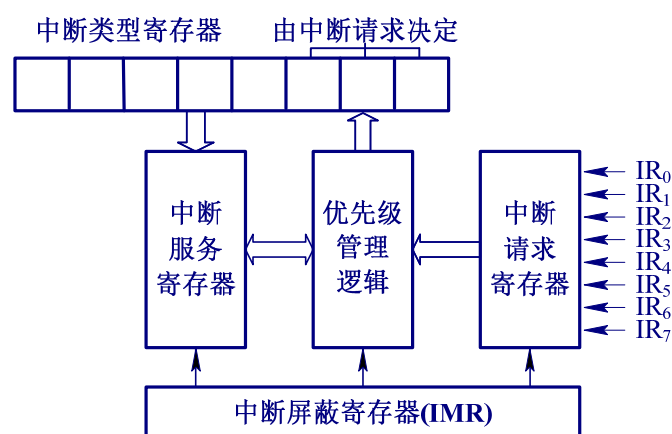 中断类型寄存器
由中断请求决定
中断
服务
寄存器
优先级
管理
逻辑
中断
请求
寄存器
IR₀
IR₁
IR₂
IR₃
IR₄
IR₅
IR₆
IR₇
中断屏蔽寄存器(IMR)